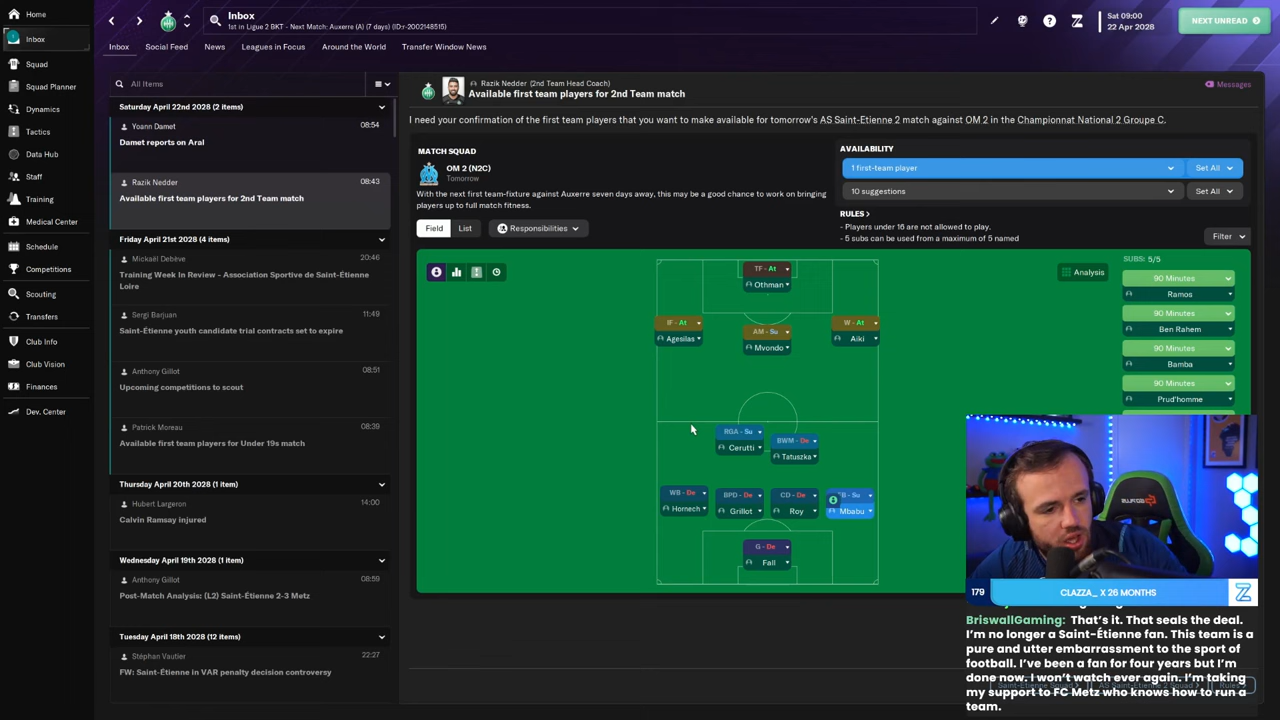 Home
Inbox
Squad
Squad Planner
Dynamics
Tactics
Data Hub
Staff
Training
Medical Center
Schedule
Competitions
Scouting
Transfers
Club Info
Club Vision
Finances
Dev. Center
Inbox
1st in Ligue 2 BKT - Next Match: Auxerre (A) (7 days) (ID:r-2002148515)
Sat 09:00
22 Apr 2028
NEXT UNREAD
Inbox
Social Feed
News
Leagues in Focus
Around the World
Transfer Window News
All Items
Saturday April 22nd 2028 (2 items)
Yoann Damet 08:54
Damet reports on Aral
Razik Nedder 08:43
Available first team players for 2nd Team match
Friday April 21st 2028 (4 items)
Mickaël Debève 20:46
Training Week In Review - Association Sportive de Saint-Étienne
Loire
Sergi Barjuan 11:49
Saint-Étienne youth candidate trial contracts set to expire
Anthony Gillot 08:51
Upcoming competitions to scout
Patrick Moreau 08:39
Available first team players for Under 19s match
Thursday April 20th 2028 (1 item)
Hubert Largeron 14:00
Calvin Ramsay injured
Wednesday April 19th 2028 (1 item)
Anthony Gillot 08:59
Post-Match Analysis: (L2) Saint-Étienne 2-3 Metz
Tuesday April 18th 2028 (12 items)
Stéphan Vautier 22:27
FW: Saint-Étienne in VAR penalty decision controversy
Razik Nedder (2nd Team Head Coach)
Available first team players for 2nd Team match
Messages
I need your confirmation of the first team players that you want to make available for tomorrow's AS Saint-Etienne 2 match against OM 2 in the Championnat National 2 Groupe C.
MATCH SQUAD
OM 2 (N2C)
Tomorrow
With the next first team-fixture against Auxerre seven days away, this may be a good chance to work on bringing
players up to full match fitness.
AVAILABILITY
1 first-team player
Set All
10 suggestions
Set All
RULES
- Players under 16 are not allowed to play.
- 5 subs can be used from a maximum of 5 named
Field
List
Responsibilities
Filter
Analysis
TF - At
Othman
IF - At
Agesilas
AM - Su
Mvondo
W - At
Aiki
RGA - Su
Cerutti
BWM - De
Tatuszka
WB - De
Hornech
BPD - De
Grillot
CD - De
Roy
- Su
Mbabu
G - De
Fall
SUBS: 5/5
90 Minutes
Ramos
90 Minutes
Ben Rahem
90 Minutes
Bamba
90 Minutes
Prud'homme
179
CLAZZA_ X 26 MONTHS
BriswallGaming: That's it. That seals the deal.
I'm no longer a Saint-Étienne fan. This team is a
pure and utter embarrassment to the sport of
football. I've been a fan for four years but I'm
done now. I won't watch ever again. I'm taking
my support to FC Metz who knows how to run a
team.